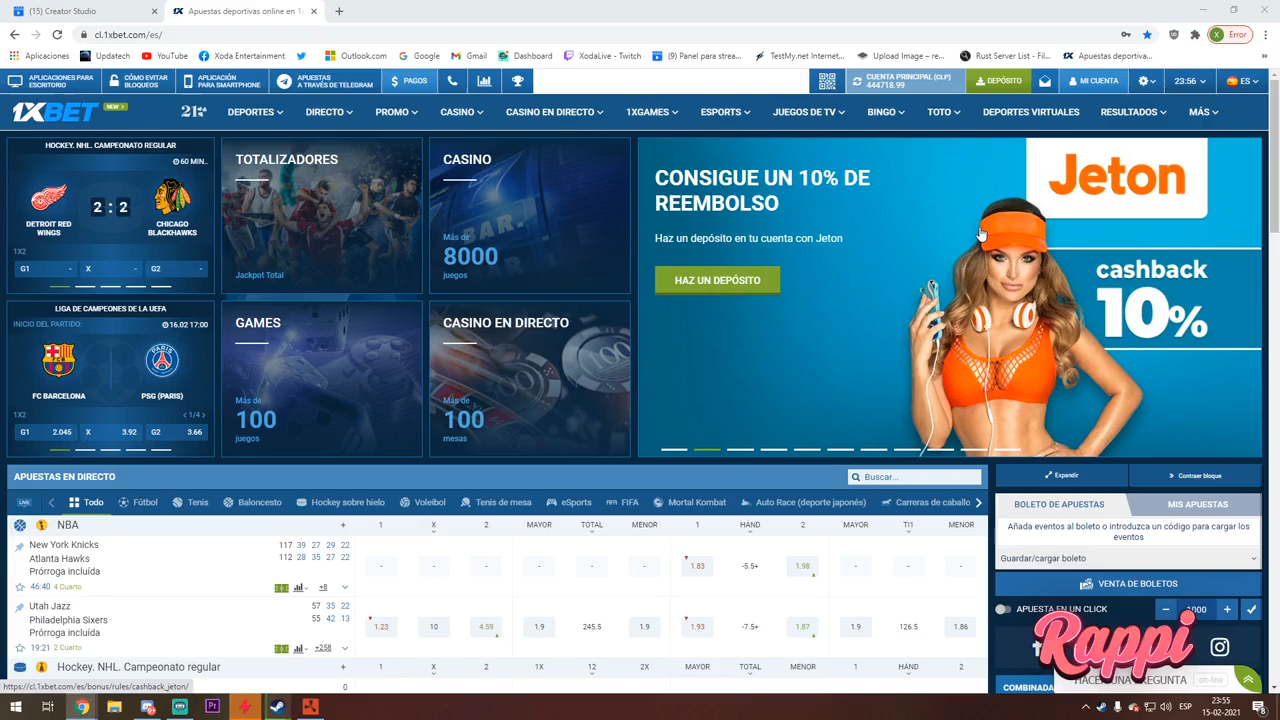 (15) Creator Studio
Apuestas deportivas online en 1
cl.1xbet.com/es/
Error
Aplicaciones
Updatech
YouTube
Xoda Entertainment
Outlook.com
Google
Gmail
Dashboard
XodaLive - Twitch
(9) Panel para strea...
TestMy.net Internet...
Upload Image – re...
Rust Server List - Fil...
Apuestas deportiva...
APLICACIONES PARA
ESCRITORIO
CÓMO EVITAR
BLOQUEOS
APLICACIÓN
PARA SMARTPHONE
APUESTAS
A TRAVÉS DE TELEGRAM
$ PAGOS
CUENTA PRINCIPAL (CLP)
444718.99
DEPÓSITO
MI CUENTA
23:56
ES
1XBET
NEW >
21
DEPORTES
DIRECTO
PROMO
CASINO
CASINO EN DIRECTO
1XGAMES
ESPORTS
JUEGOS DE TV
BINGO
TOTO
DEPORTES VIRTUALES
RESULTADOS
MÁS
HOCKEY. NHL. CAMPEONATO REGULAR
60 MIN..
2 : 2
DETROIT RED
WINGS
CHICAGO
BLACKHAWKS
1X2
G1 - X - G2 -
TOTALIZADORES
Jackpot Total
CASINO
Más de
8000
juegos
CONSIGUE UN 10% DE
REEMBOLSO
Haz un depósito en tu cuenta con Jeton
HAZ UN DEPÓSITO
Jeton
cashback
10%
LIGA DE CAMPEONES DE LA UEFA
INICIO DEL PARTIDO:
16.02 17:00
FC BARCELONA
PSG (PARIS)
1X2
< 1/4 >
G1 2.045 X 3.92 G2 3.66
GAMES
Más de
100
juegos
CASINO EN DIRECTO
Más de
100
mesas
APUESTAS EN DIRECTO
Buscar...
LIVE
Todo
Fútbol
Tenis
Baloncesto
Hockey sobre hielo
Voleibol
Tenis de mesa
eSports
FIFA
Mortal Kombat
Auto Race (deporte japonés)
Carreras de caballo
NBA + 1 X 2 MAYOR TOTAL MENOR 1 HÁND 2 MAYOR TI1 MENOR
New York Knicks 117 39 27 29 22
Atlanta Hawks 112 28 35 27 22
- - - - - - 1.83 -5.5+ 1.98 - - -
Prórroga incluída
46:40 4 Cuarto +8
Utah Jazz 57 35 22
Philadelphia Sixers 55 42 13
1.23 10 4.59 1.9 245.5 1.9 1.93 -7.5+ 1.87 1.9 126.5 1.86
Prórroga incluída
19:21 2 Cuarto +258
Hockey. NHL. Campeonato regular + 1 X 2 1X 12 2X MAYOR TOTAL MENOR 1 HÁND 2
0
Expandir
Contraer bloque
BOLETO DE APUESTAS
MIS APUESTAS
Añada eventos al boleto o introduzca un código para cargar los
eventos
Guardar/cargar boleto
VENTA DE BOLETOS
APUESTA EN UN CLICK
Rappi
on-line
COMBINADA
https://cl.1xbet.com/es/bonus/rules/cashback_jeton/
ESP
23:55
15-02-2021